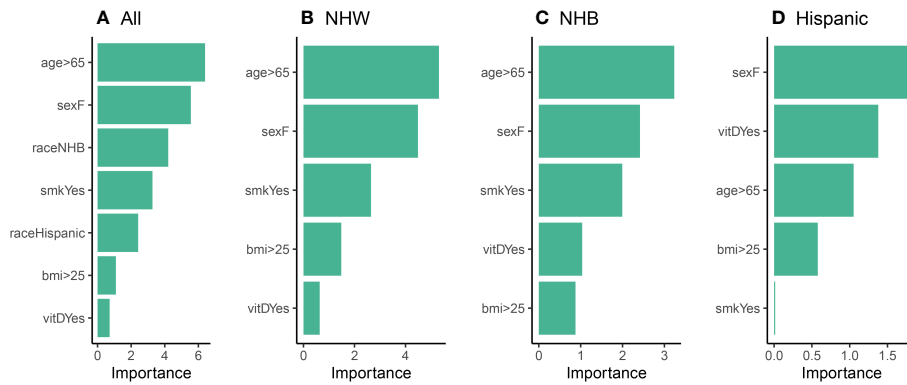 A All
age>65
sexF
raceNHB
smkYes
raceHispanic
bmi>25
vitDYes
0 2 4 6
Importance
B NHW
age>65
sexF
smkYes
bmi>25
vitDYes
0 2 4
Importance
C NHB
age>65
sexF
smkYes
vitDYes
bmi>25
0 1 2 3
Importance
D Hispanic
sexF
vitDYes
age>65
bmi>25
smkYes
0.0 0.5 1.0 1.5
Importance